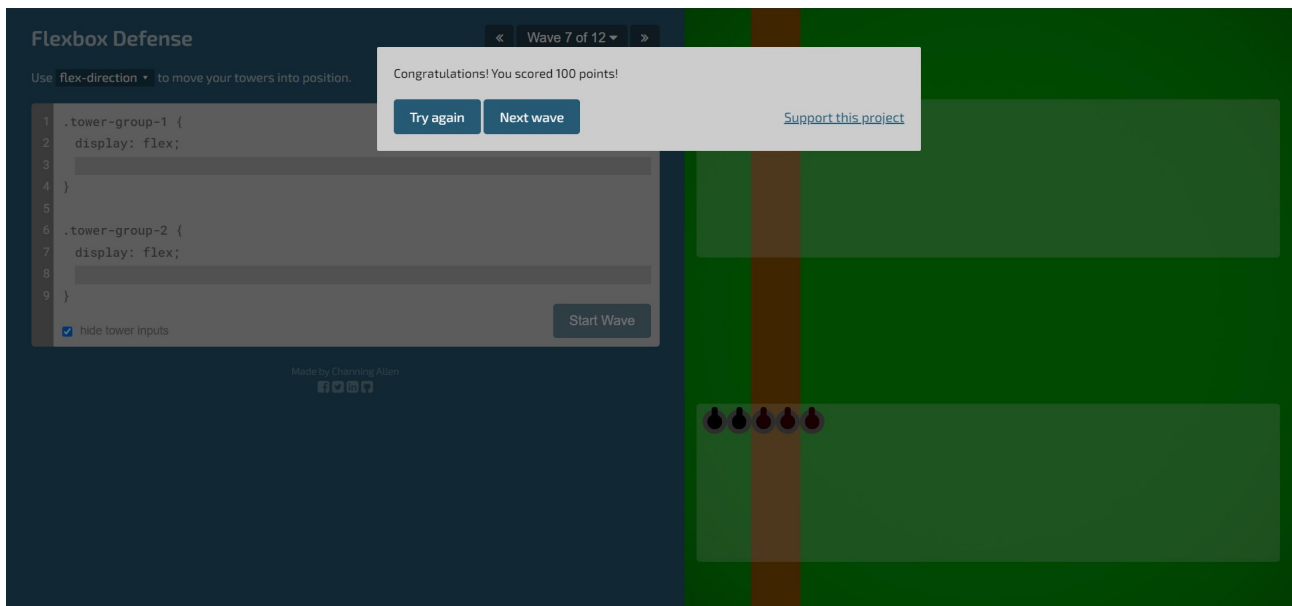 Flexbox Defense
« Wave 7 of 12 »
Use flex-direction to move your towers into position.
Congratulations! You scored 100 points!
Try again Next wave Support this project
1 .tower-group-1 {
2 display: flex;
3
4 }
5
6 .tower-group-2 {
7 display: flex;
8
9 }
hide tower inputs
Start Wave
Made by Channing Allen